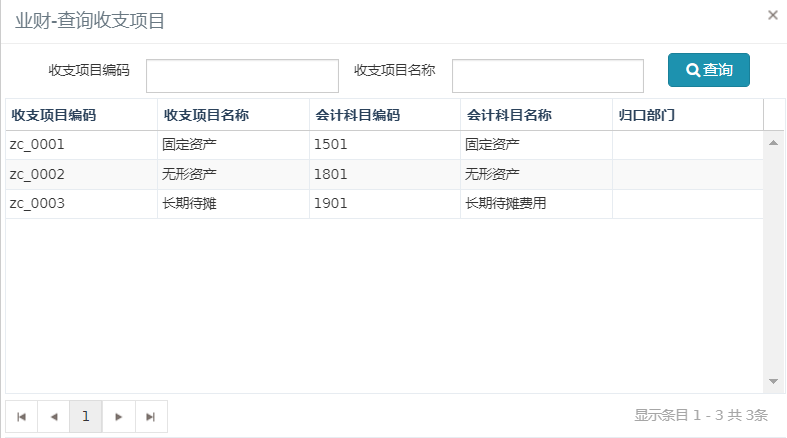 业财-查询收支项目 ×
收支项目编码 收支项目名称 查询
收支项目编码 收支项目名称 会计科目编码 会计科目名称 归口部门
zc_0001 固定资产 1501 固定资产
zc_0002 无形资产 1801 无形资产
zc_0003 长期待摊 1901 长期待摊费用
1 显示条目 1 - 3 共 3条